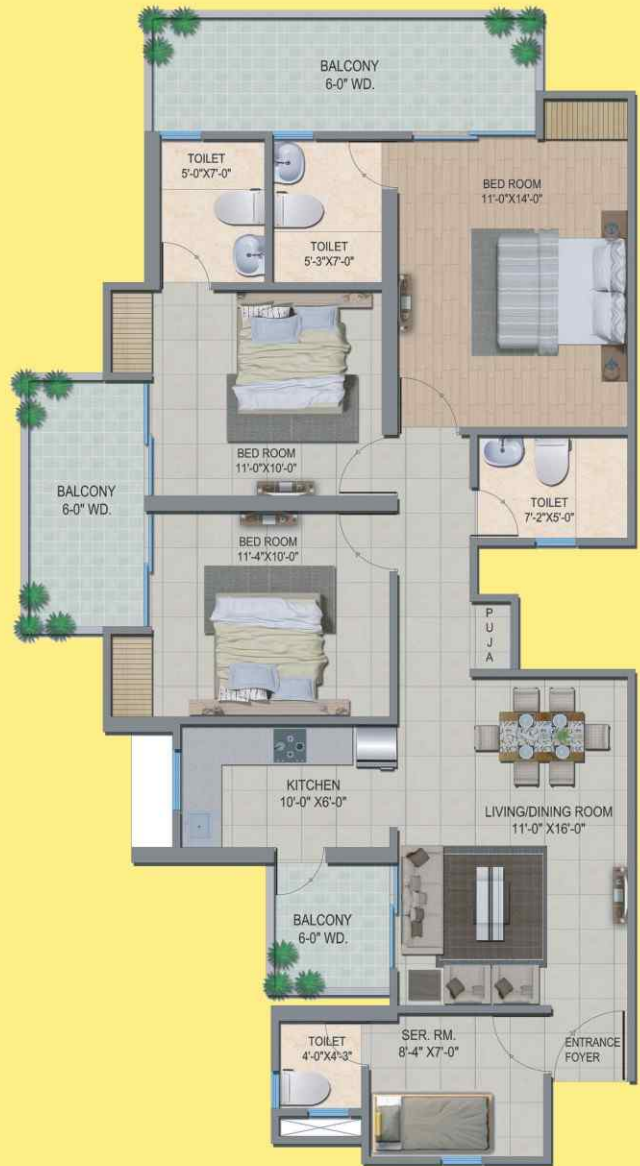 BALCONY
6-0" WD.
TOILET
5'-0"X7'-0"
BED ROOM
11'-0"X14'-0"
TOILET
5'-3"X7'-0"
BED ROOM
11'-0"X10'-0"
BALCONY
6-0" WD.
TOILET
7'-2"X5'-0"
BED ROOM
11'-4"X10'-0"
P
U
J
A
KITCHEN
10'-0" X6'-0"
LIVING/DINING ROOM
11'-0" X16'-0"
BALCONY
6-0" WD.
TOILET
4'-0"X4'-3"
SER. RM.
8'-4" X7'-0"
ENTRANCE
FOYER